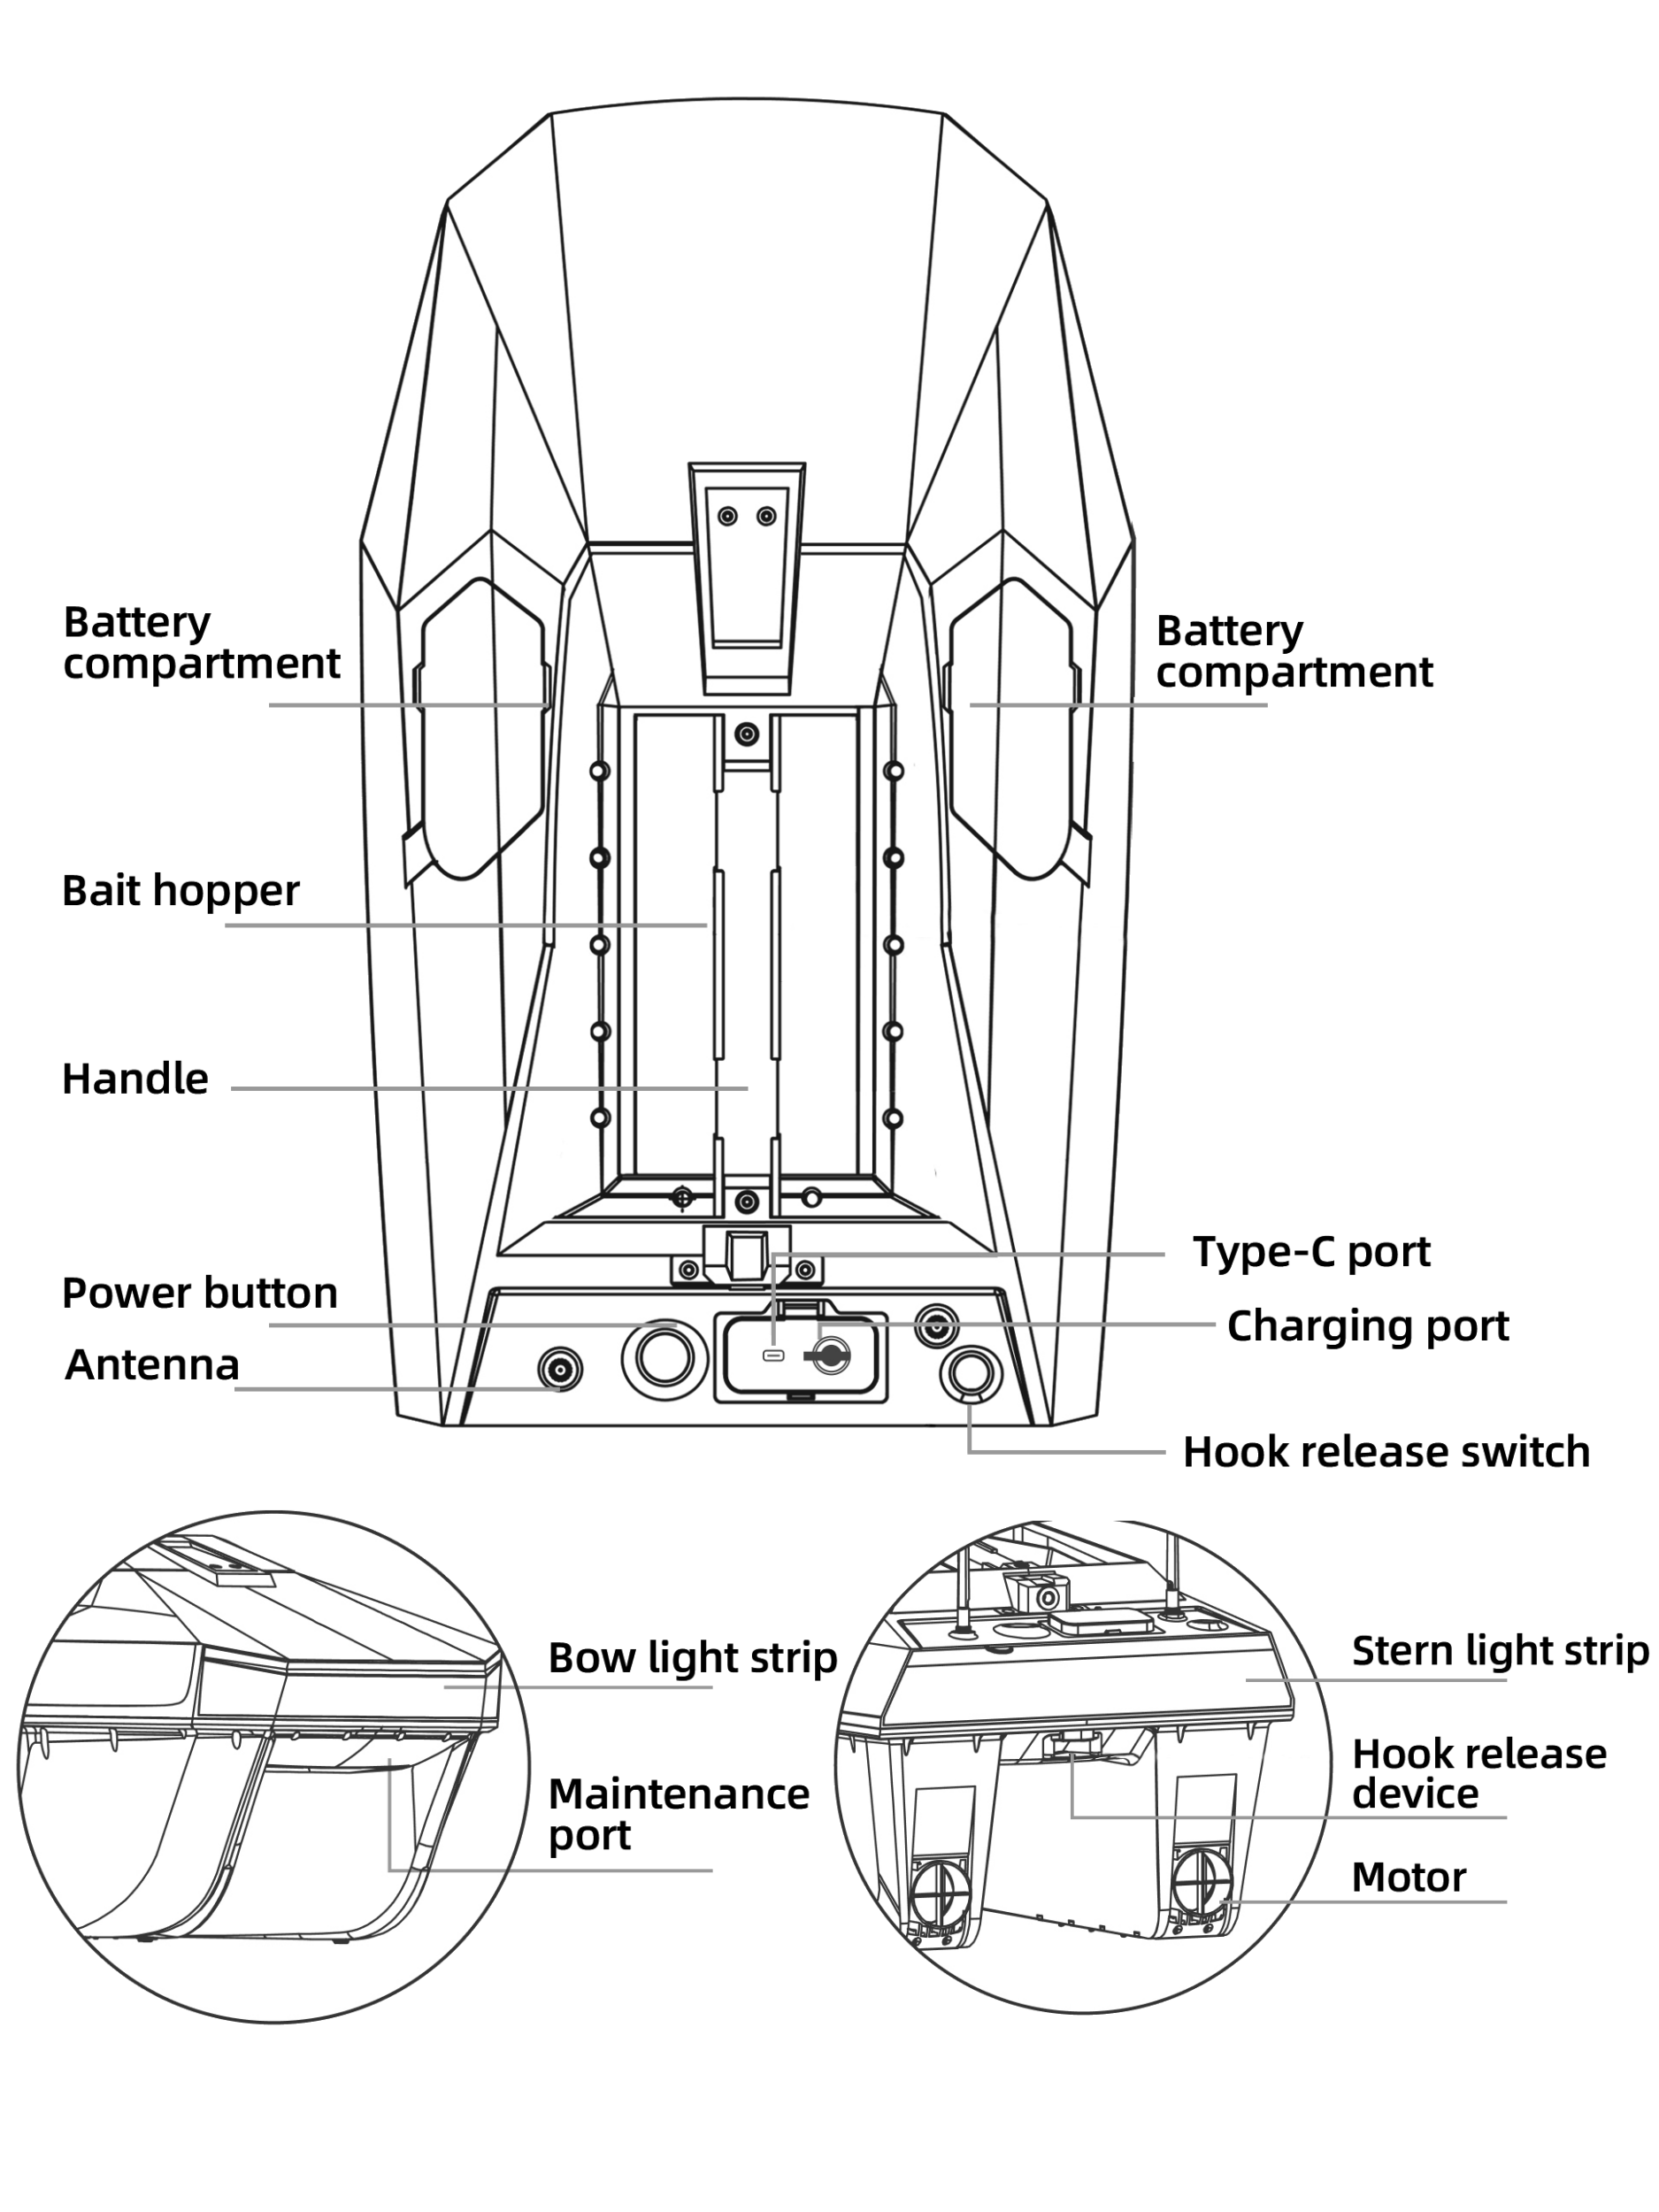 Battery
compartment
Battery
compartment
Bait hopper
Handle
Type-C port
Power button
Charging port
Antenna
Hook release switch
Bow light strip
Maintenance
port
Stern light strip
Hook release
device
Motor